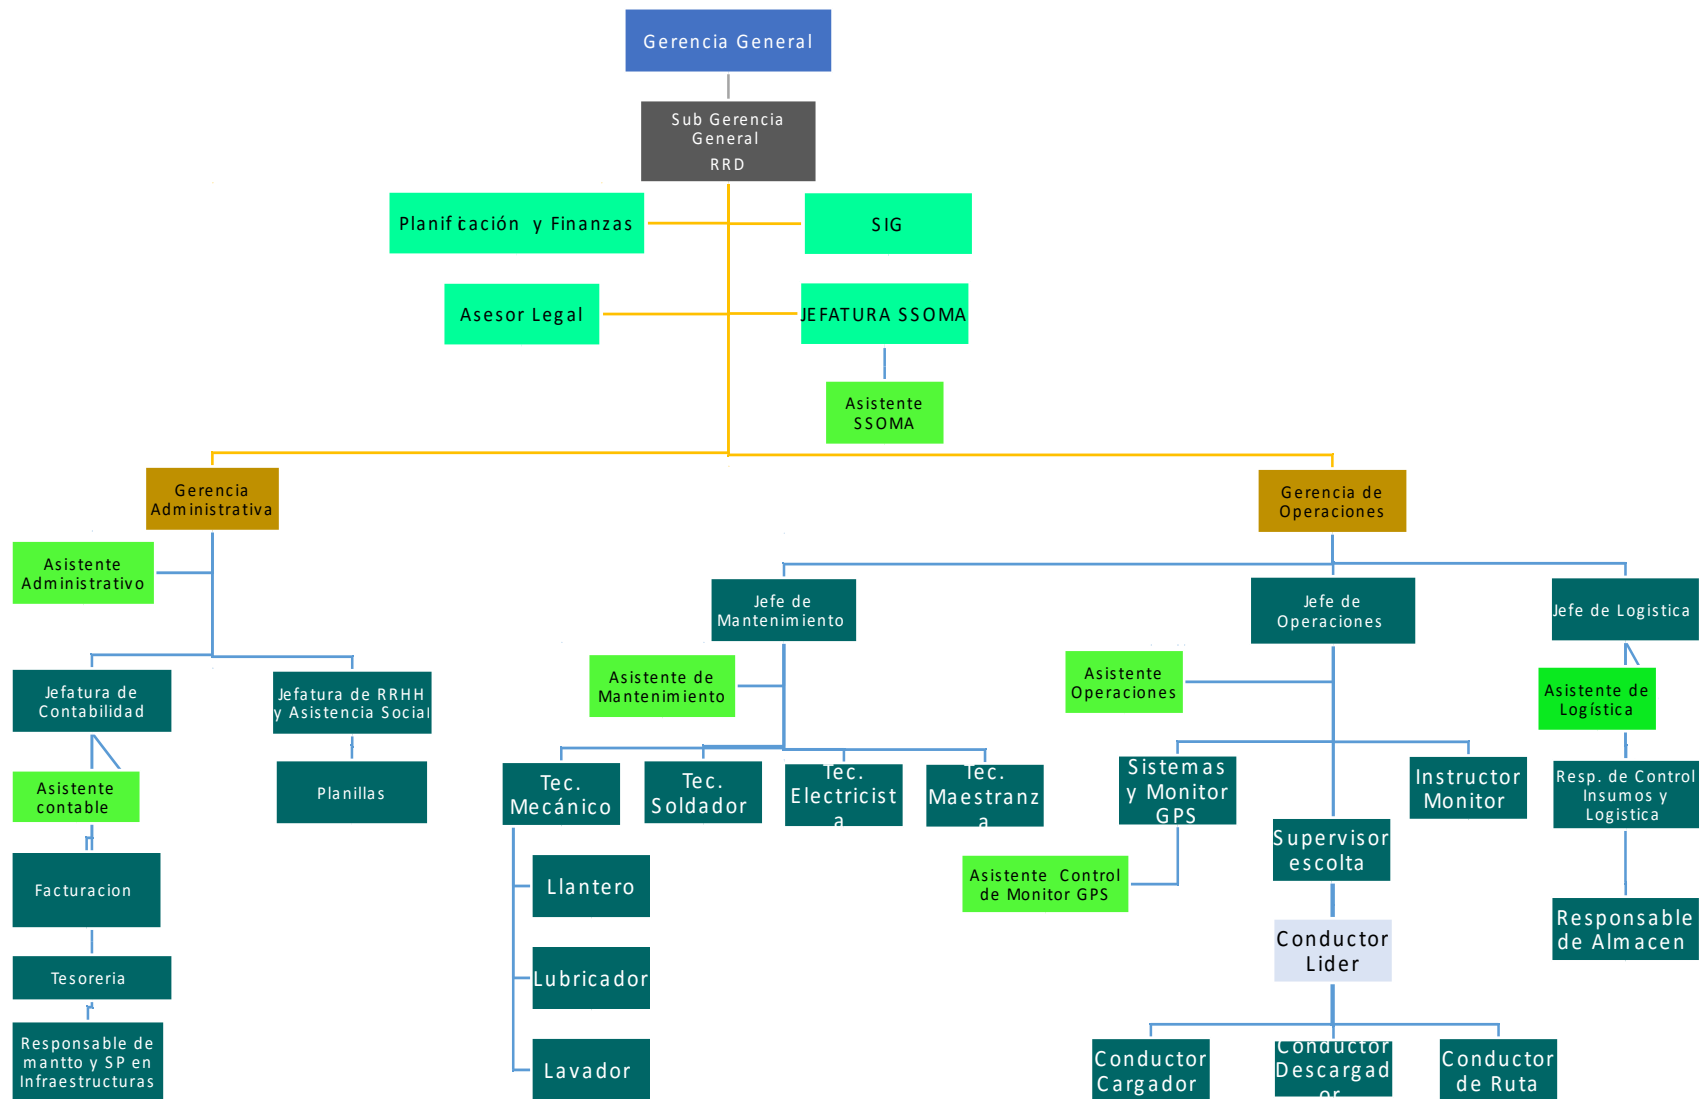 Gerencia General
Sub Gerencia
General
RRD
Planificación y Finanzas
SIG
Asesor Legal
JEFATURA SSOMA
Asistente
SSOMA
Gerencia
Administrativa
Gerencia de
Operaciones
Asistente
Administrativo
Jefe de
Mantenimiento
Jefe de
Operaciones
Jefe de Logistica
Jefatura de
Contabilidad
Jefatura de RRHH
y Asistencia Social
Asistente de
Mantenimiento
Asistente
Operaciones
Asistente de
Logística
Asistente
contable
Planillas
Tec.
Mecánico
Tec.
Soldador
Tec.
Electricist
a
Tec.
Maestranz
a
Sistemas
y Monitor
GPS
Instructor
Monitor
Resp. de Control
Insumos y
Logistica
Supervisor
escolta
Facturacion
Llantero
Asistente Control
de Monitor GPS
Conductor
Lider
Responsable
de Almacen
Tesoreria
Lubricador
Responsable de
mantto y SP en
Infraestructuras
Lavador
Conductor
Cargador
Conductor
Descargad
or
Conductor
de Ruta